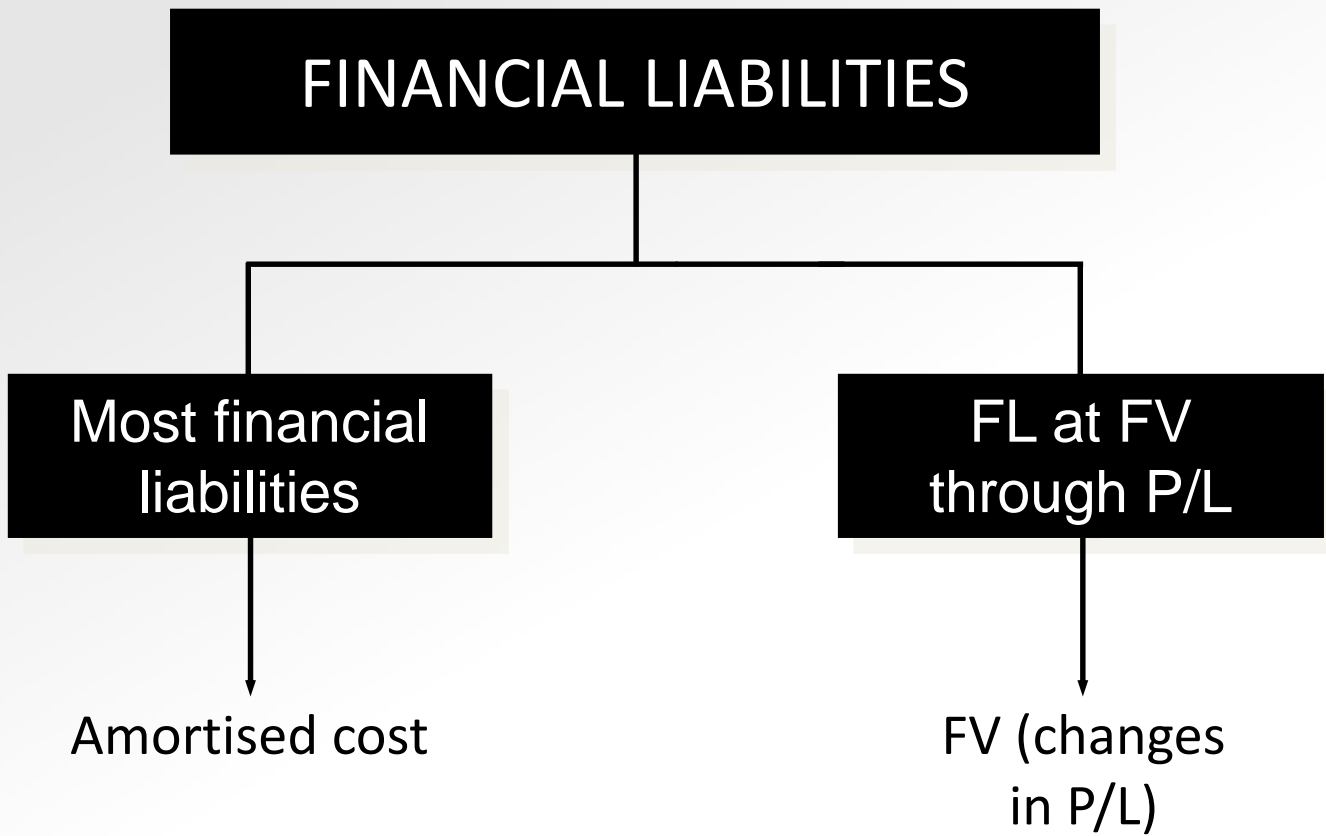 FINANCIAL LIABILITIES
Most financial
liabilities
FL at FV
through P/L
Amortised cost
FV (changes
in P/L)